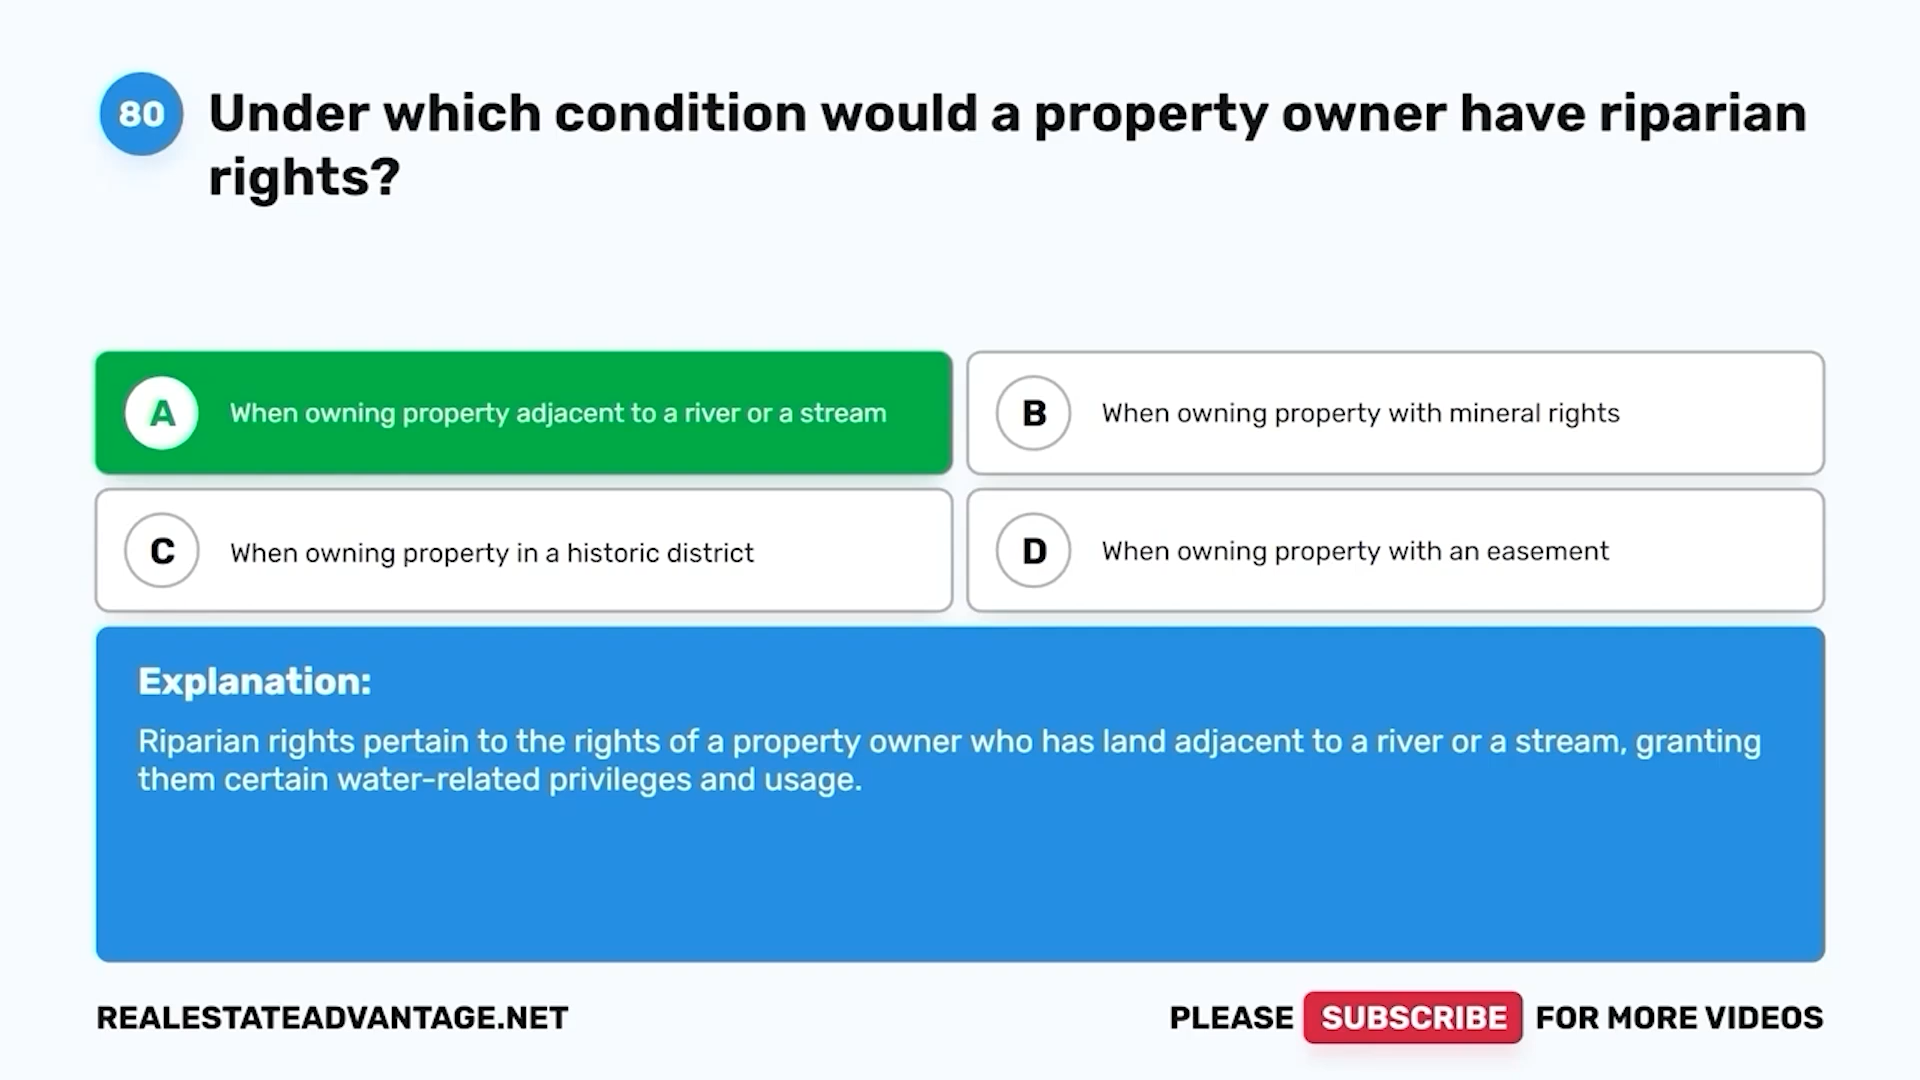 80
Under which condition would a property owner have riparian
rights?
A When owning property adjacent to a river or a stream
B When owning property with mineral rights
C When owning property in a historic district
D When owning property with an easement
Explanation:
Riparian rights pertain to the rights of a property owner who has land adjacent to a river or a stream, granting
them certain water-related privileges and usage.
REALESTATEADVANTAGE.NET
PLEASE SUBSCRIBE FOR MORE VIDEOS